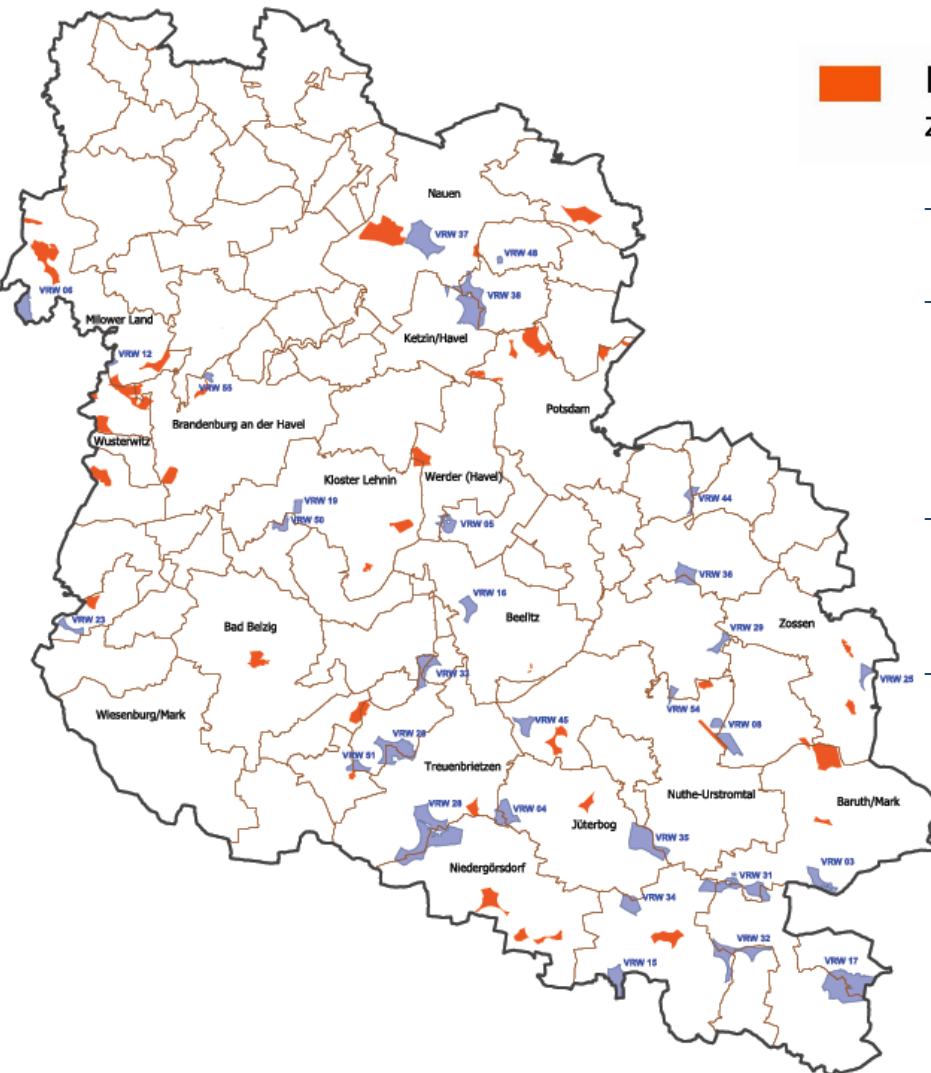 Nauen
VRW 37
VRW 48
VRW 06
VRW 38
Milower Land
Ketzin/Havel
VRW 12
VRW 55
Potsdam
Brandenburg an der Havel
Wusterwitz
Kloster Lehnin
Werder (Havel)
VRW 44
VRW 19
VRW 50
VRW 05
VRW 36
VRW 16
Beelitz
VRW 23
Bad Belzig
Zossen
VRW 29
VRW 33
VRW 25
VRW 54
Wiesenburg/Mark
VRW 45
VRW 08
VRW 51
Treuenbrietzen
Nuthe-Urstromtal
Baruth/Mark
VRW 28
VRW 04
Jüterbog
VRW 35
Niedergörsdorf
VRW 03
VRW 31
VRW 34
VRW 32
VRW 15
VRW 17